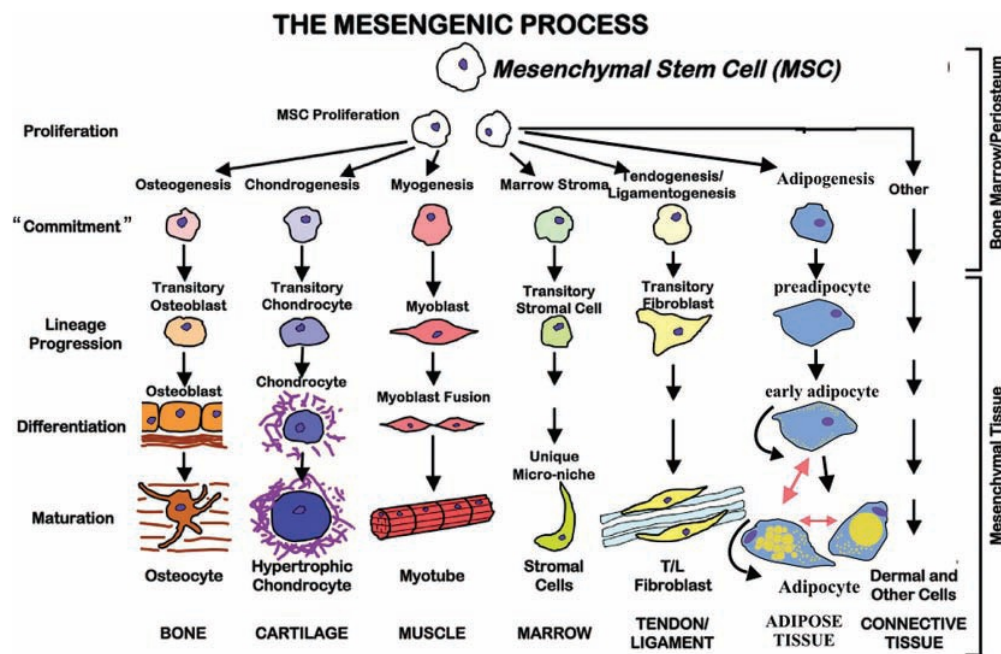 THE MESENGENIC PROCESS
Mesenchymal Stem Cell (MSC)
MSC Proliferation
Proliferation
Osteogenesis
Chondrogenesis
Myogenesis
Marrow Stroma
Tendogenesis/
Ligamentogenesis
Adipogenesis
Other
“Commitment”
Transitory
Osteoblast
Transitory
Chondrocyte
Myoblast
Transitory
Stromal Cell
Transitory
Fibroblast
preadipocyte
Lineage
Progression
Osteoblast
Chondrocyte
Myoblast Fusion
early adipocyte
Differentiation
Unique
Micro-niche
Maturation
Osteocyte
Hypertrophic
Chondrocyte
Myotube
Stromal
Cells
T/L
Fibroblast
Adipocyte
Dermal and
Other Cells
BONE
CARTILAGE
MUSCLE
MARROW
TENDON/
LIGAMENT
ADIPOSE
TISSUE
CONNECTIVE
TISSUE
Bone Marrow/Periosteum
Mesenchymal Tissue